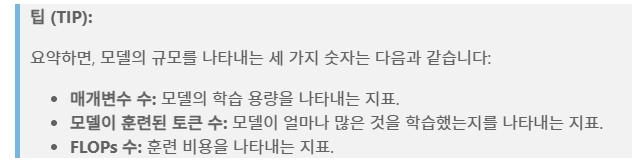 팁 (TIP):
요약하면, 모델의 규모를 나타내는 세 가지 숫자는 다음과 같습니다:
• 매개변수 수: 모델의 학습 용량을 나타내는 지표.
• 모델이 훈련된 토큰 수: 모델이 얼마나 많은 것을 학습했는지를 나타내는 지표.
• FLOPs 수: 훈련 비용을 나타내는 지표.